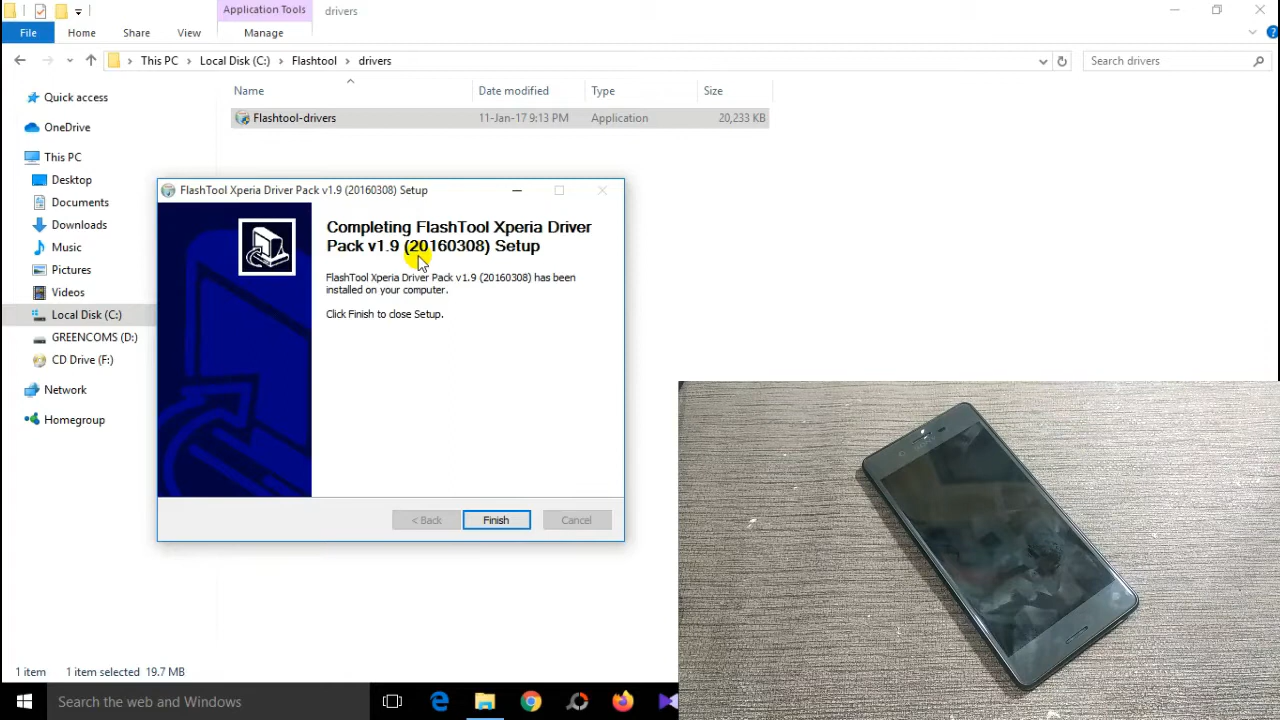 Application Tools
drivers
File
Home
Share
View
Manage
This PC
Local Disk (C:)
Flashtool
drivers
Search drivers
Name
Date modified
Type
Size
Flashtool-drivers
11-Jan-17 9:13 PM
Application
20,233 KB
Quick access
OneDrive
This PC
Desktop
Documents
Downloads
Music
Pictures
Videos
Local Disk (C:)
GREENCOMS (D:)
CD Drive (F:)
Network
Homegroup
FlashTool Xperia Driver Pack v1.9 (20160308) Setup
Completing FlashTool Xperia Driver
Pack v1.9 (20160308) Setup
FlashTool Xperia Driver Pack v1.9 (20160308) has been
installed on your computer.
Click Finish to close Setup.
< Back
Finish
Cancel
1 item
1 item selected 19.7 MB
Search the web and Windows